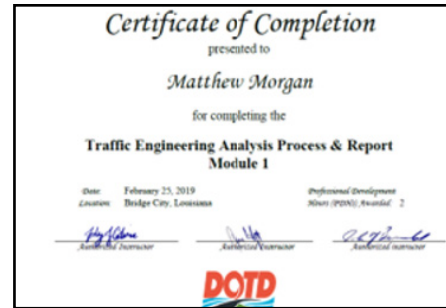 Certificate of Completion
presented to
Matthew Morgan
for completing the
Traffic Engineering Analysis Process & Report
Module 1
Date: February 25, 2019
Location: Bridge City, Louisiana
Professional Development
Hours (PDH) Awarded: 2
Authorized Instructor
Authorized Instructor
Authorized Instructor
DOTD